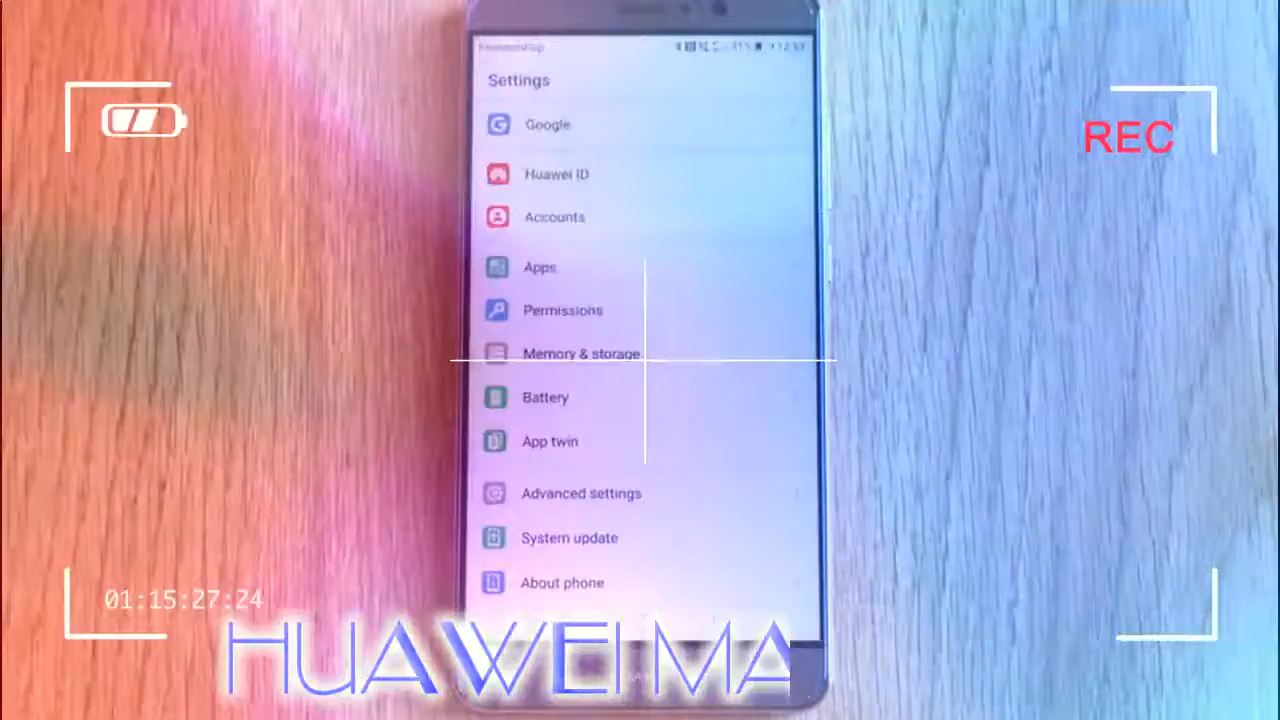 Settings
Google
REC
Huawei ID
Accounts
Apps
Permissions
Memory & storage
Battery
App twin
Advanced settings
System update
About phone
01:15:27:24
HUAWEI MA